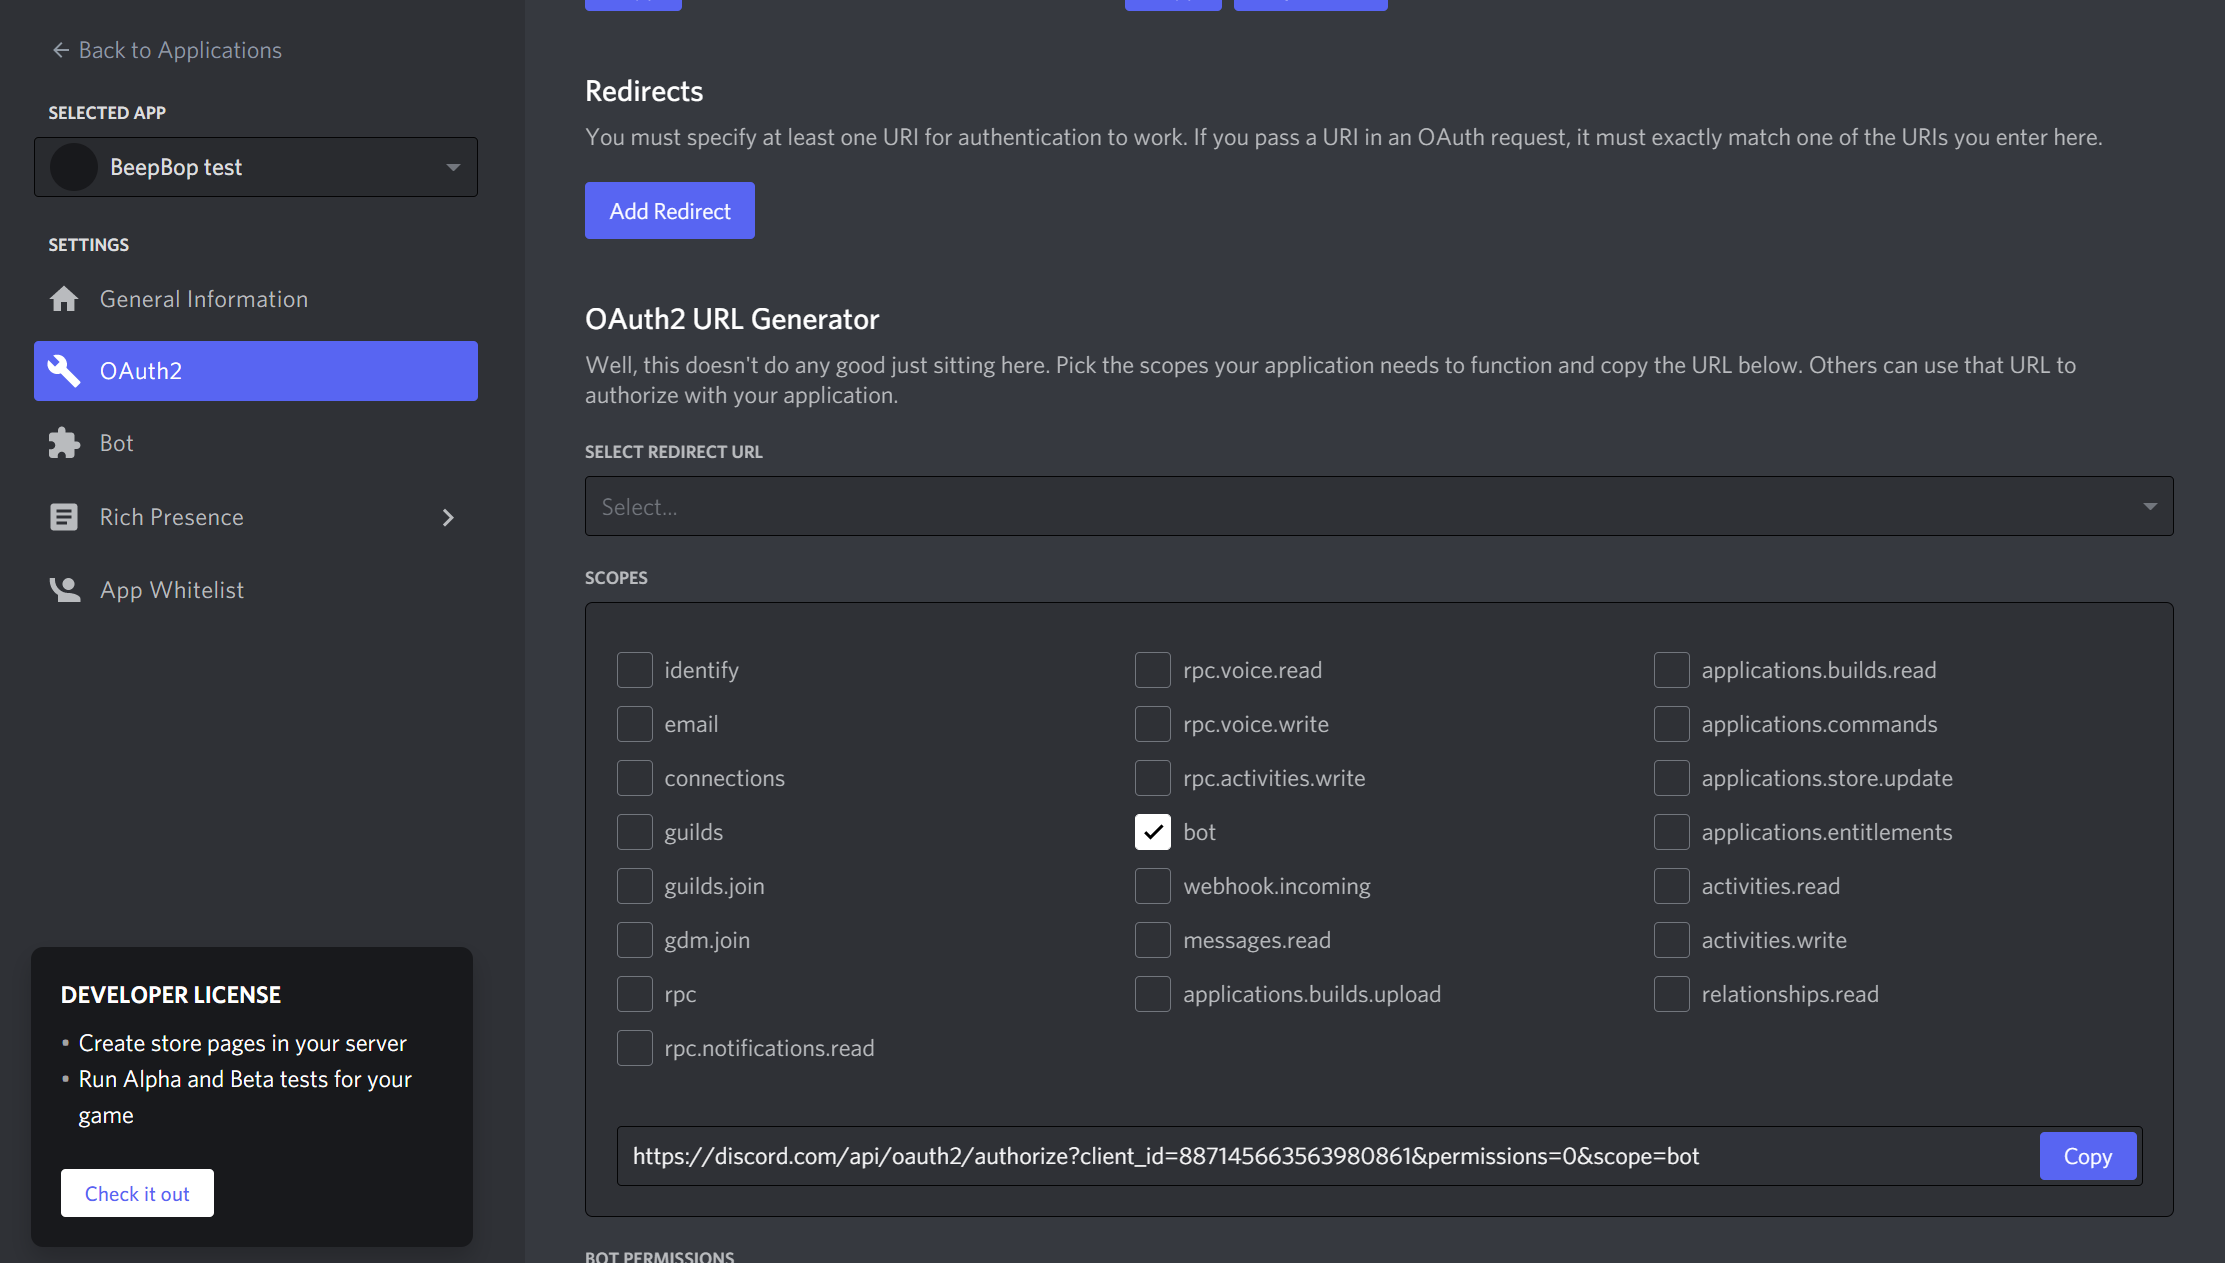 Back to Applications
SELECTED APP
BeepBop test
SETTINGS
General Information
OAuth2
Bot
Rich Presence
App Whitelist
DEVELOPER LICENSE
• Create store pages in your server
• Run Alpha and Beta tests for your
game
Check it out
Redirects
You must specify at least one URI for authentication to work. If you pass a URI in an OAuth request, it must exactly match one of the URIs you enter here.
Add Redirect
OAuth2 URL Generator
Well, this doesn't do any good just sitting here. Pick the scopes your application needs to function and copy the URL below. Others can use that URL to
authorize with your application.
SELECT REDIRECT URL
Select...
SCOPES
identify
email
connections
guilds
guilds.join
gdm.join
rpc
rpc.notifications.read
rpc.voice.read
rpc.voice.write
rpc.activities.write
bot
webhook.incoming
messages.read
applications.builds.upload
applications.builds.read
applications.commands
applications.store.update
applications.entitlements
activities.read
activities.write
relationships.read
https://discord.com/api/oauth2/authorize?client_id=887145663563980861&permissions=0&scope=bot
Copy
BOT PERMISSIONS